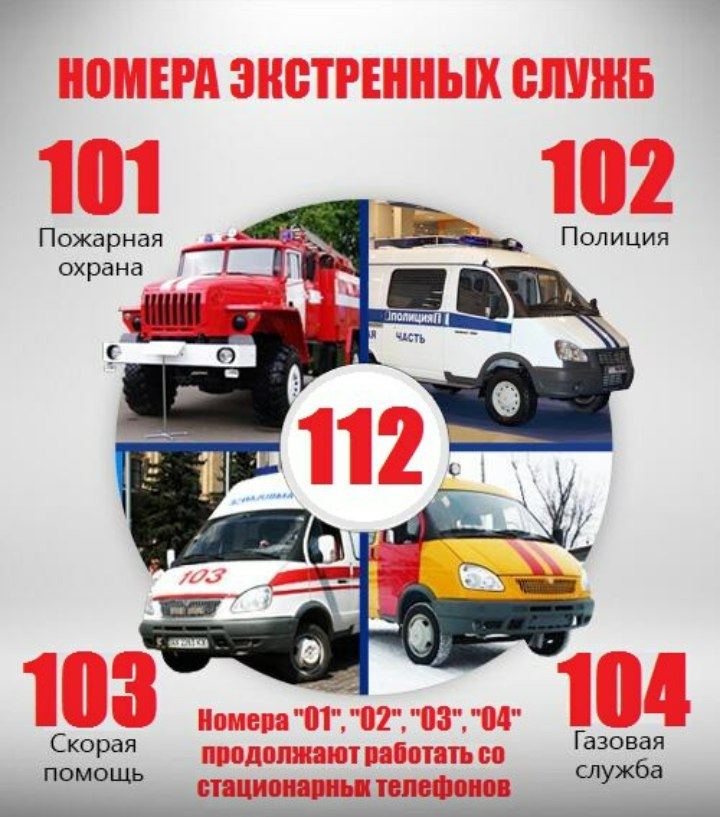 НОМЕРА ЭКСТРЕННЫХ СЛУЖБ
101
Пожарная
охрана
102
Полиция
ПОЛИЦИЯ
ЧАСТЬ
112
103
103
Скорая
помощь
104
Газовая
служба
Номера "01", "02", "03", "04"
продолжают работать со
стационарных телефонов